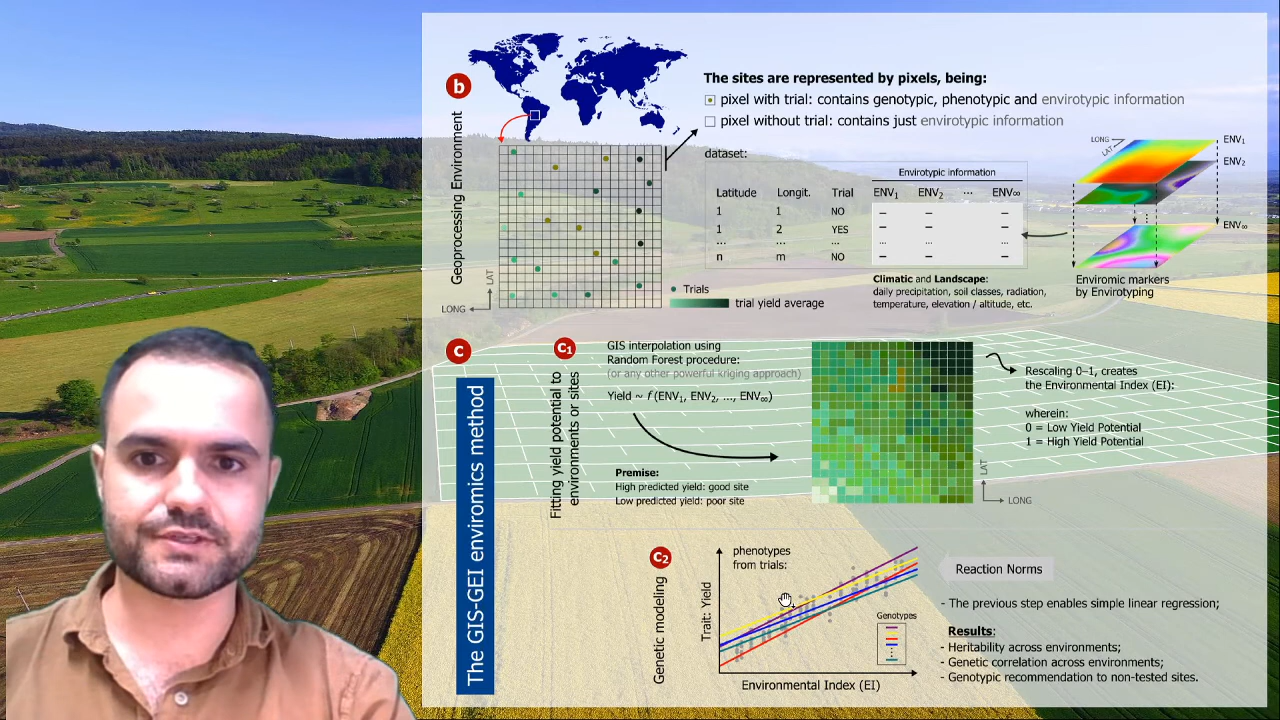 b
Geoprocessing Environment
The sites are represented by pixels, being:
pixel with trial: contains genotypic, phenotypic and envirotypic information
pixel without trial: contains just envirotypic information
dataset:
Envirotypic information
Latitude Longit. Trial ENV1 ENV2 ... ENV∞
1 1 NO – –  –
1 2 YES – –  –
... ... ... ... ... ...
n m NO – –  –
LONG
LAT
ENV1
ENV2
⋮
ENV∞
Climatic and Landscape:
daily precipitation, soil classes, radiation,
temperature, elevation / altitude, etc.
Enviromic markers
by Envirotyping
LAT
LONG
Trials
trial yield average
c
The GIS-GEI enviromics method
c1
Fitting yield potential to
environments or sites
GIS interpolation using
Random Forest procedure:
(or any other powerful kriging approach)
Yield ~ f (ENV1, ENV2, ..., ENV∞)
Premise:
High predicted yield: good site
Low predicted yield: poor site
LAT
LONG
Rescaling 0–1, creates
the Environmental Index (EI):
wherein:
0 = Low Yield Potential
1 = High Yield Potential
c2
Genetic modeling
phenotypes
from trials:
Trait: Yield
Environmental Index (EI)
Genotypes
⋮
Reaction Norms
- The previous step enables simple linear regression;
Results:
- Heritability across environments;
- Genetic correlation across environments;
- Genotypic recommendation to non-tested sites.